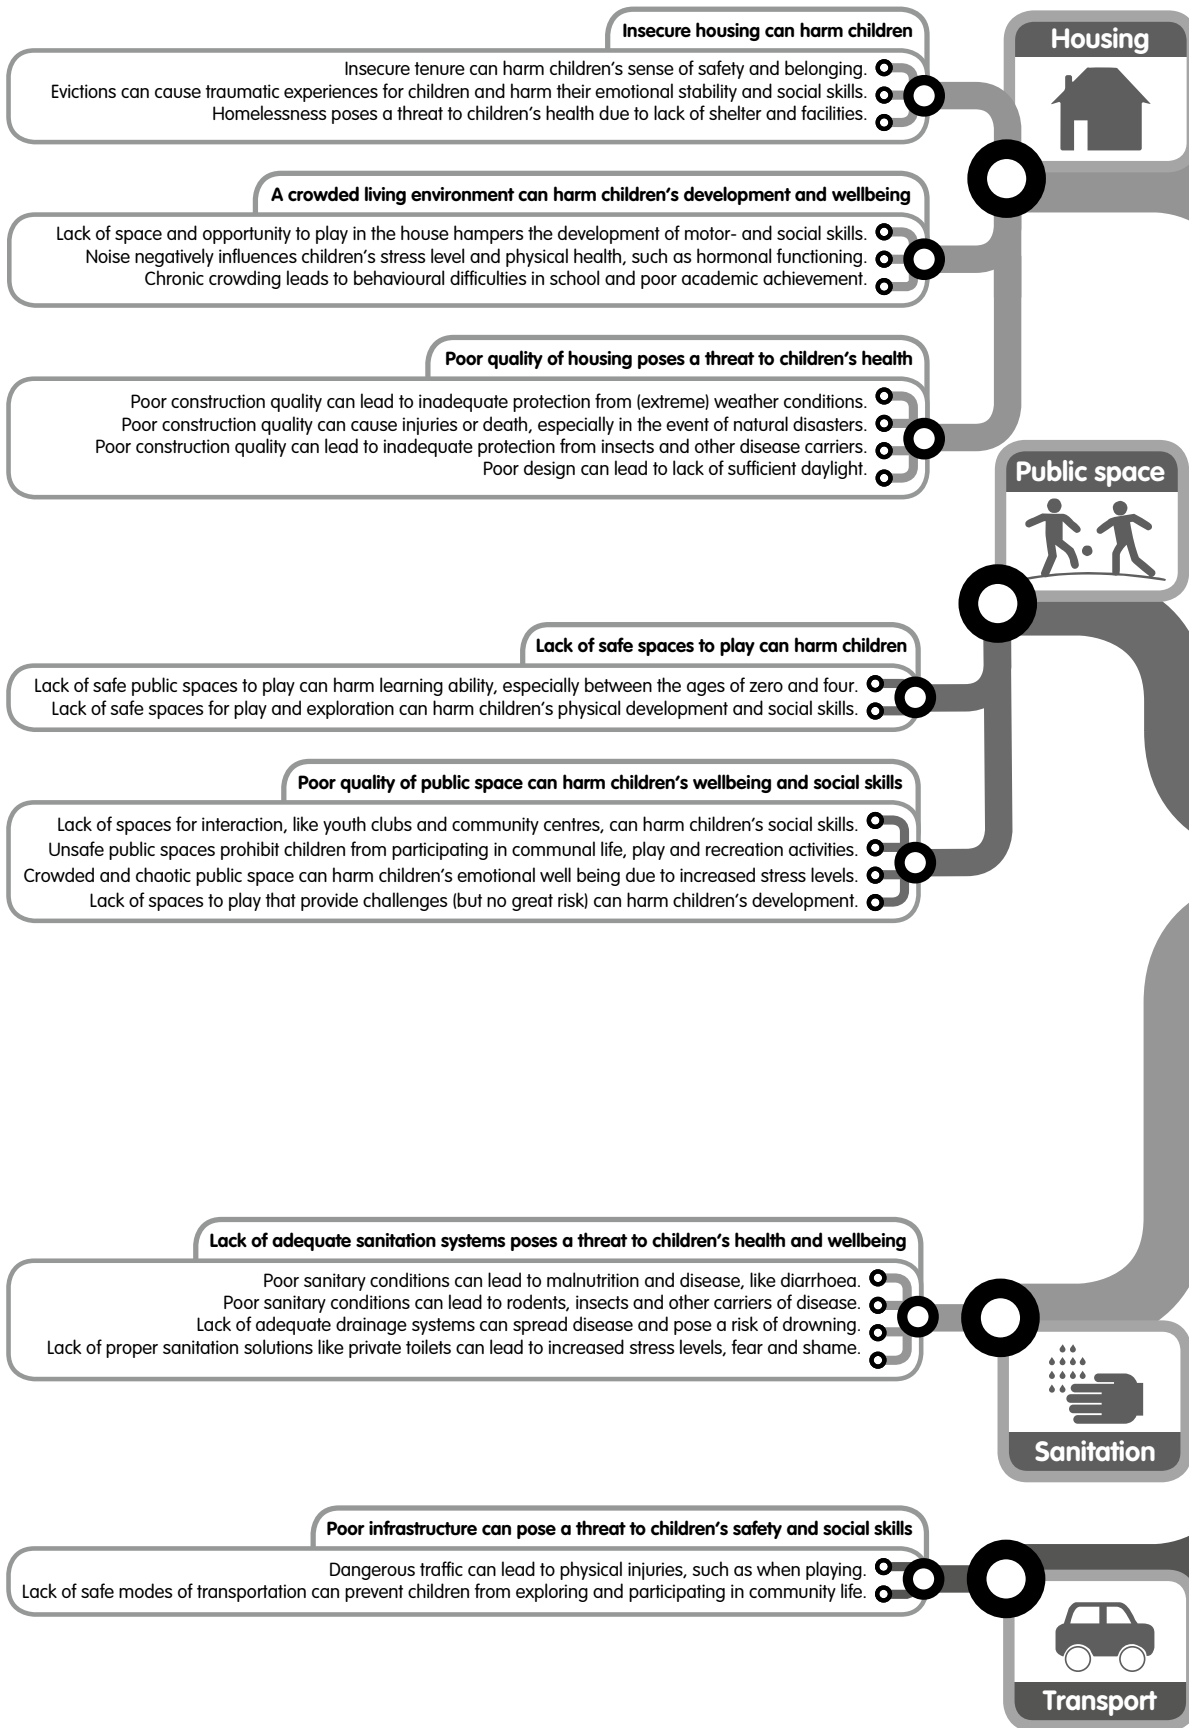 Housing
Insecure housing can harm children
Insecure tenure can harm children's sense of safety and belonging.
Evictions can cause traumatic experiences for children and harm their emotional stability and social skills.
Homelessness poses a threat to children's health due to lack of shelter and facilities.
A crowded living environment can harm children's development and wellbeing
Lack of space and opportunity to play in the house hampers the development of motor- and social skills.
Noise negatively influences children's stress level and physical health, such as hormonal functioning.
Chronic crowding leads to behavioural difficulties in school and poor academic achievement.
Poor quality of housing poses a threat to children's health
Poor construction quality can lead to inadequate protection from (extreme) weather conditions.
Poor construction quality can cause injuries or death, especially in the event of natural disasters.
Poor construction quality can lead to inadequate protection from insects and other disease carriers.
Poor design can lead to lack of sufficient daylight.
Public space
Lack of safe spaces to play can harm children
Lack of safe public spaces to play can harm learning ability, especially between the ages of zero and four.
Lack of safe spaces for play and exploration can harm children's physical development and social skills.
Poor quality of public space can harm children's wellbeing and social skills
Lack of spaces for interaction, like youth clubs and community centres, can harm children's social skills.
Unsafe public spaces prohibit children from participating in communal life, play and recreation activities.
Crowded and chaotic public space can harm children's emotional well being due to increased stress levels.
Lack of spaces to play that provide challenges (but no great risk) can harm children's development.
Lack of adequate sanitation systems poses a threat to children's health and wellbeing
Poor sanitary conditions can lead to malnutrition and disease, like diarrhoea.
Poor sanitary conditions can lead to rodents, insects and other carriers of disease.
Lack of adequate drainage systems can spread disease and pose a risk of drowning.
Lack of proper sanitation solutions like private toilets can lead to increased stress levels, fear and shame.
Sanitation
Poor infrastructure can pose a threat to children's safety and social skills
Dangerous traffic can lead to physical injuries, such as when playing.
Lack of safe modes of transportation can prevent children from exploring and participating in community life.
Transport